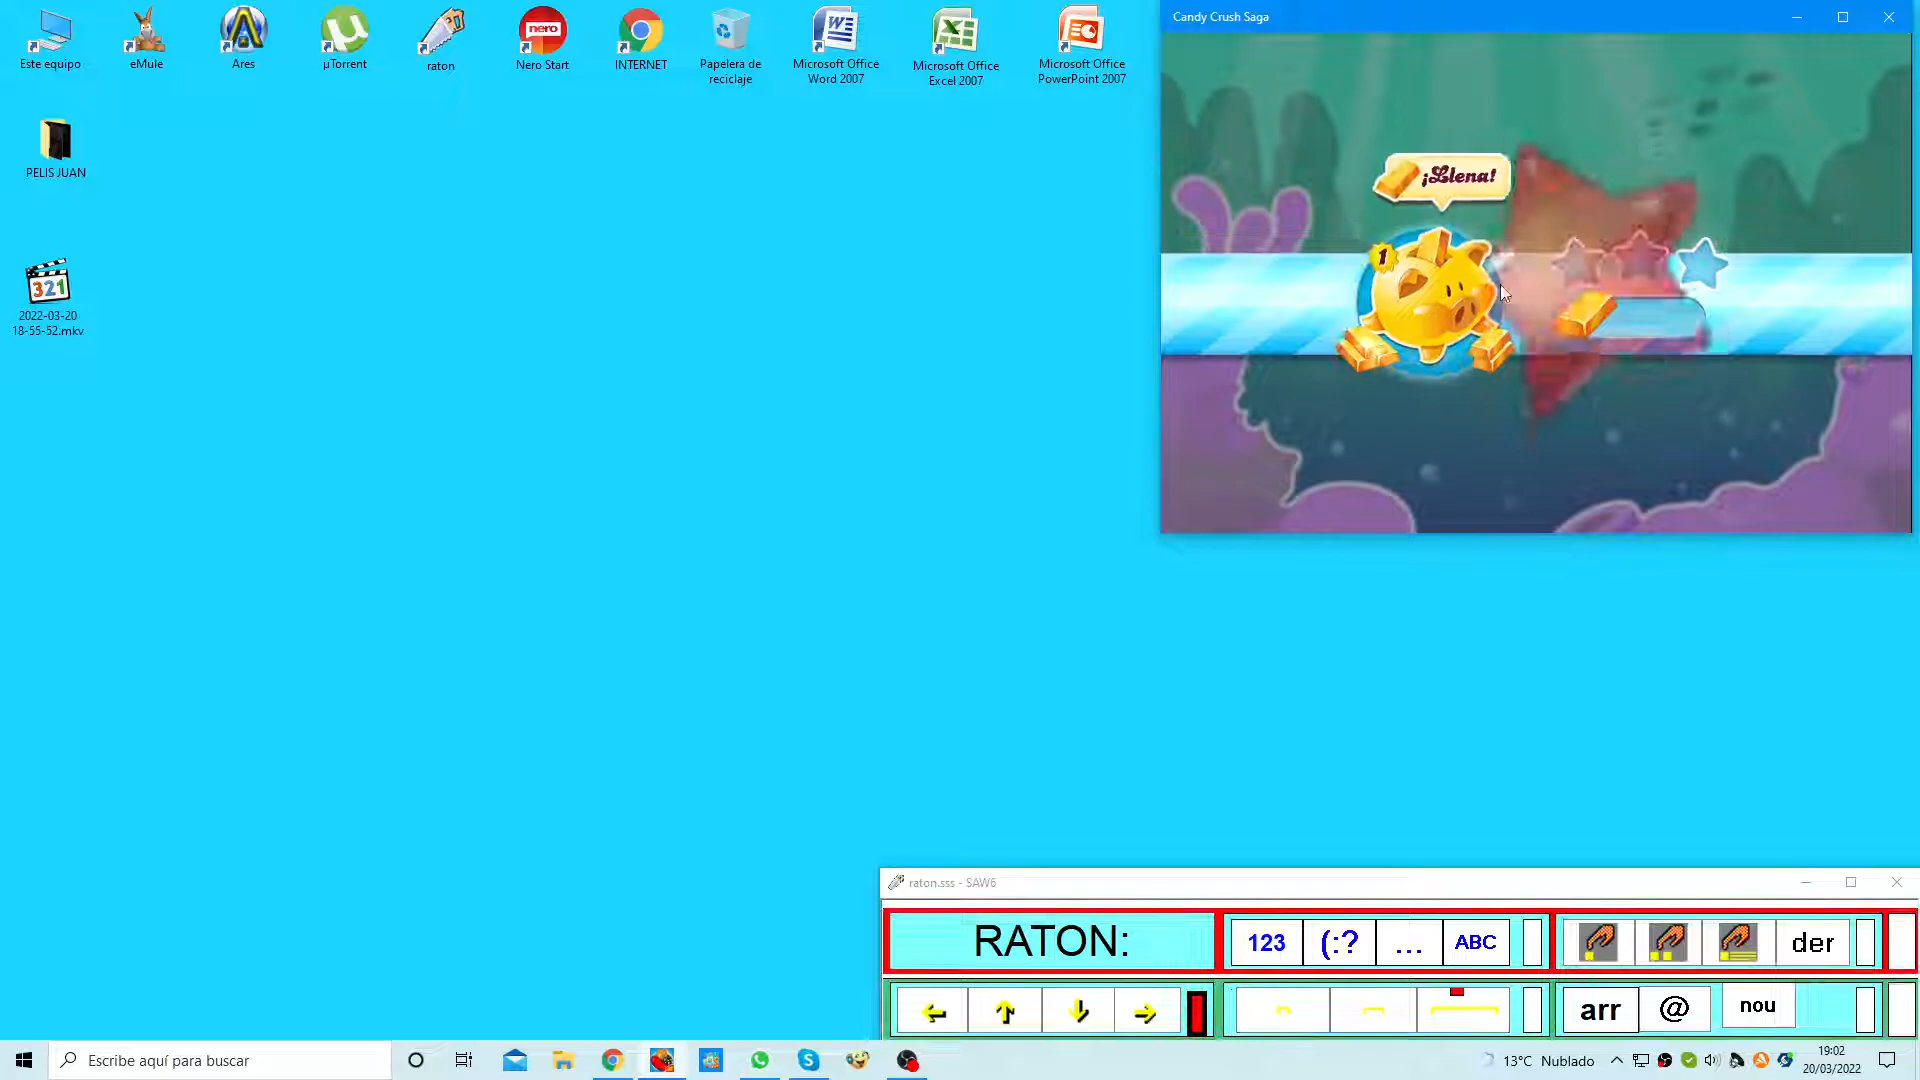 Este equipo
eMule
Ares
µTorrent
raton
nero
Nero Start
INTERNET
Papelera de
reciclaje
Microsoft Office
Word 2007
Microsoft Office
Excel 2007
Microsoft Office
PowerPoint 2007
PELIS JUAN
321
2022-03-20
18-55-52.mkv
Candy Crush Saga
¡Llena!
1
raton.sss - SAW6
RATON:
123
(:?
...
ABC
der
arr
@
nou
Escribe aquí para buscar
13°C Nublado
19:02
20/03/2022